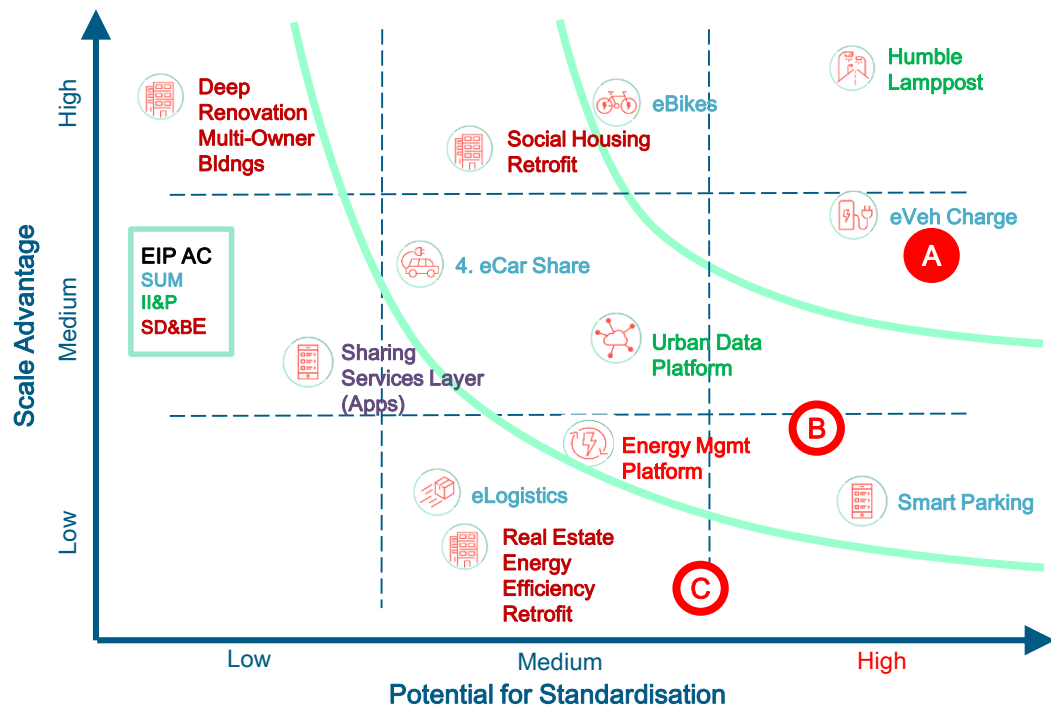 Scale Advantage
High
Medium
Low
Deep
Renovation
Multi-Owner
Bldngs
Social Housing
Retrofit
eBikes
Humble
Lamppost
EIP AC
SUM
II&P
SD&BE
4. eCar Share
eVeh Charge
A
Sharing
Services Layer
(Apps)
Urban Data
Platform
B
Energy Mgmt
Platform
eLogistics
Smart Parking
Real Estate
Energy
Efficiency
Retrofit
C
Low
Medium
High
Potential for Standardisation